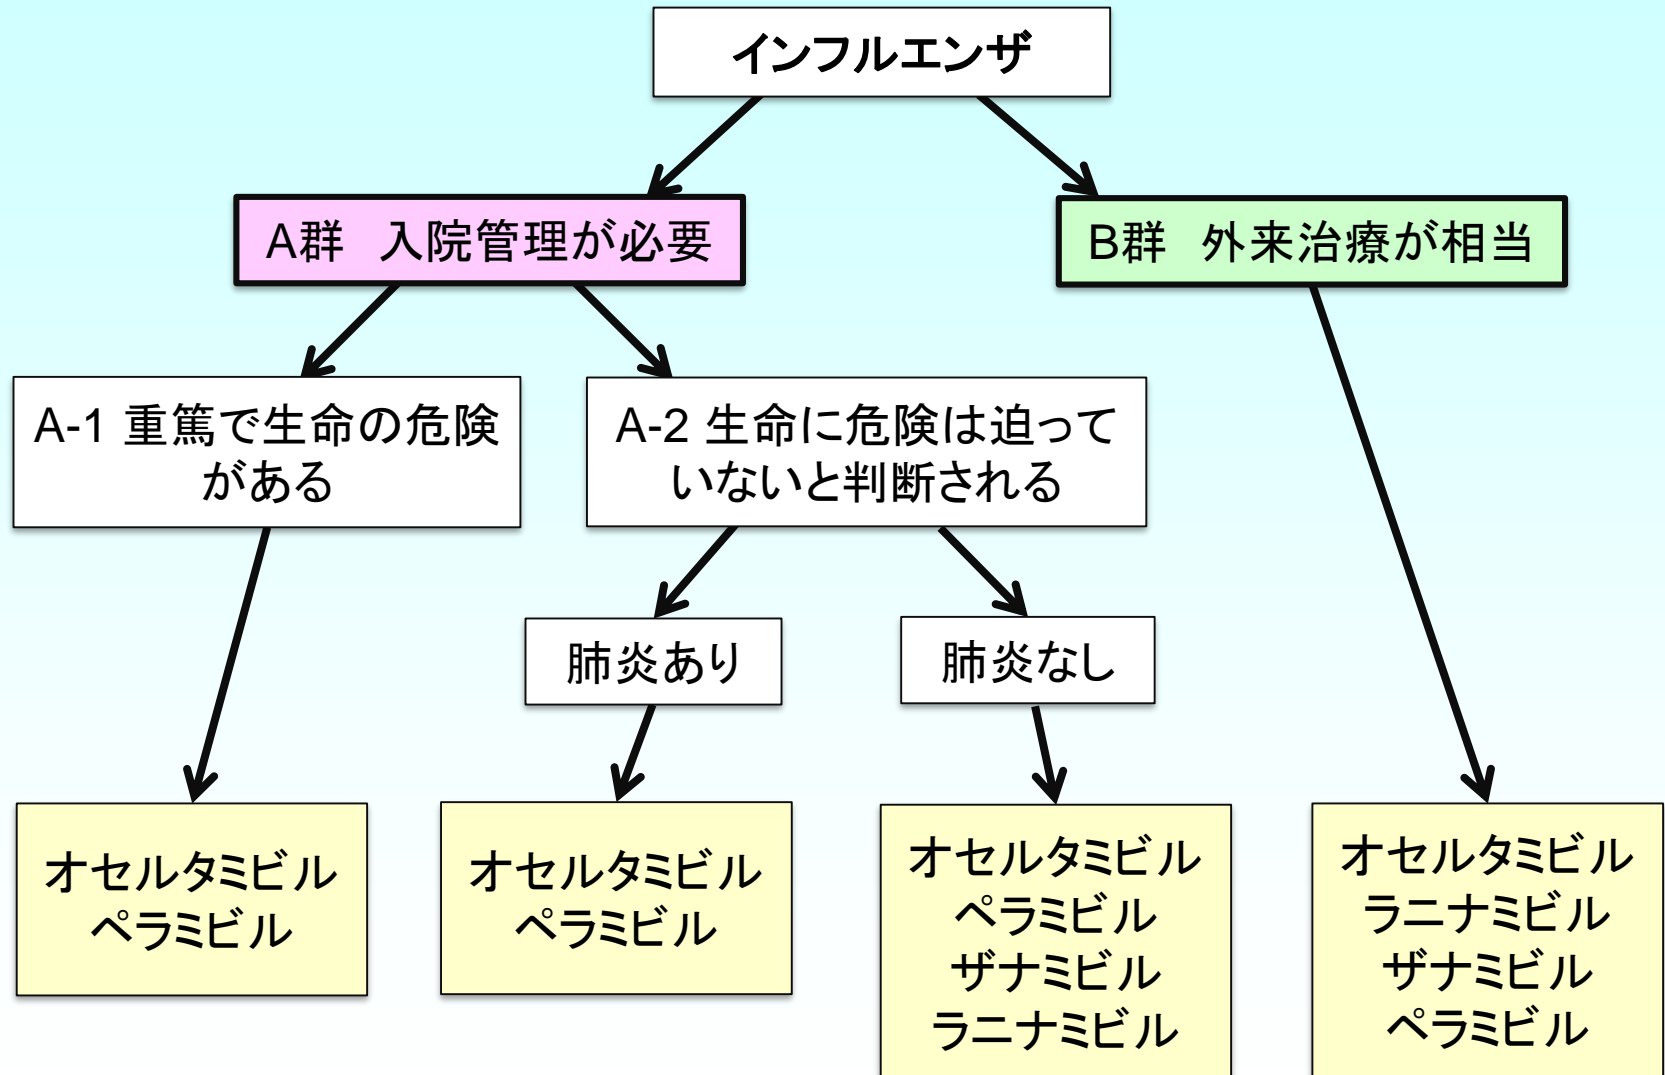 インフルエンザ
A群　入院管理が必要
B群　外来治療が相当
A-1 重篤で生命の危険
がある
A-2 生命に危険は迫って
いないと判断される
肺炎あり
肺炎なし
オセルタミビル
ペラミビル
オセルタミビル
ペラミビル
オセルタミビル
ペラミビル
ザナミビル
ラニナミビル
オセルタミビル
ラニナミビル
ザナミビル
ペラミビル